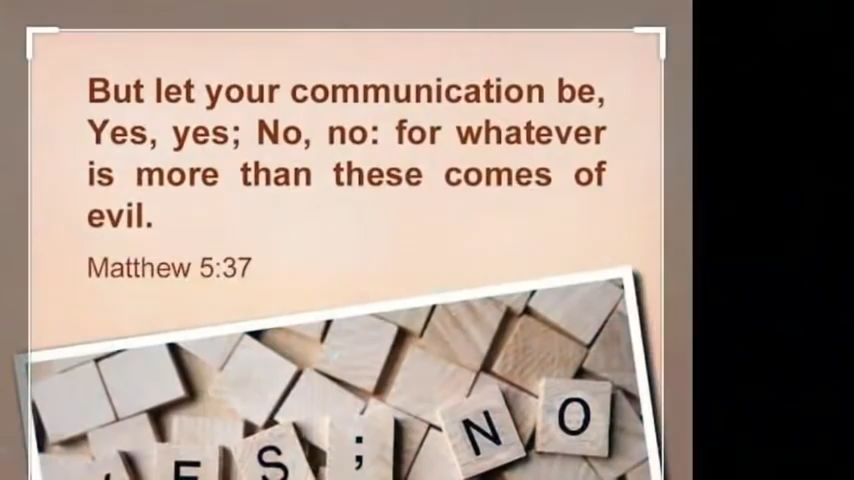 But let your communication be,
Yes, yes; No, no: for whatever
is more than these comes of
evil.
Matthew 5:37
ES; NO